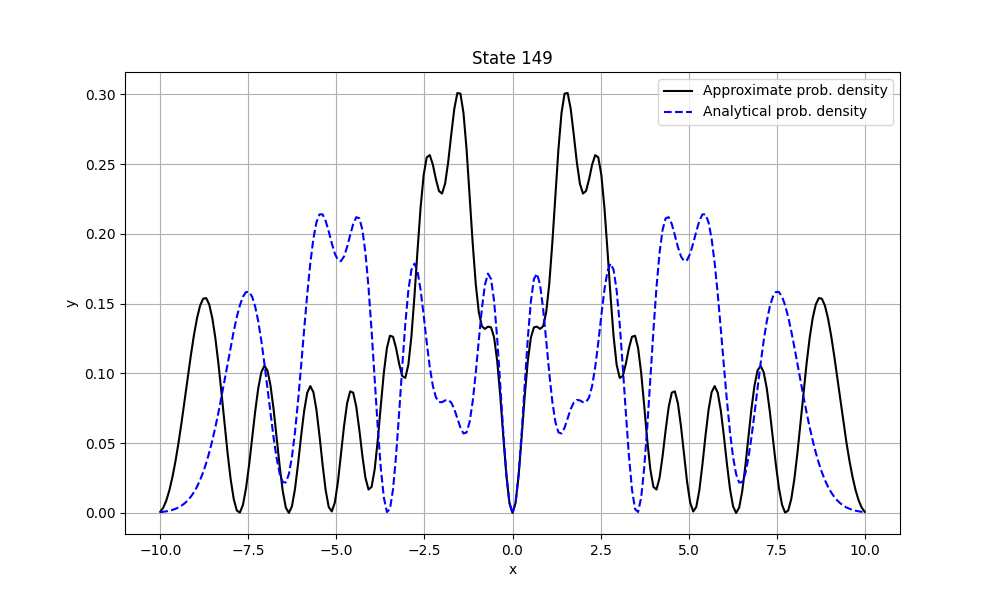 State 149
Approximate prob. density
Analytical prob. density
0.30
0.25
0.20
0.15
0.10
0.05
0.00
y
−10.0 −7.5 −5.0 −2.5 0.0 2.5 5.0 7.5 10.0
x